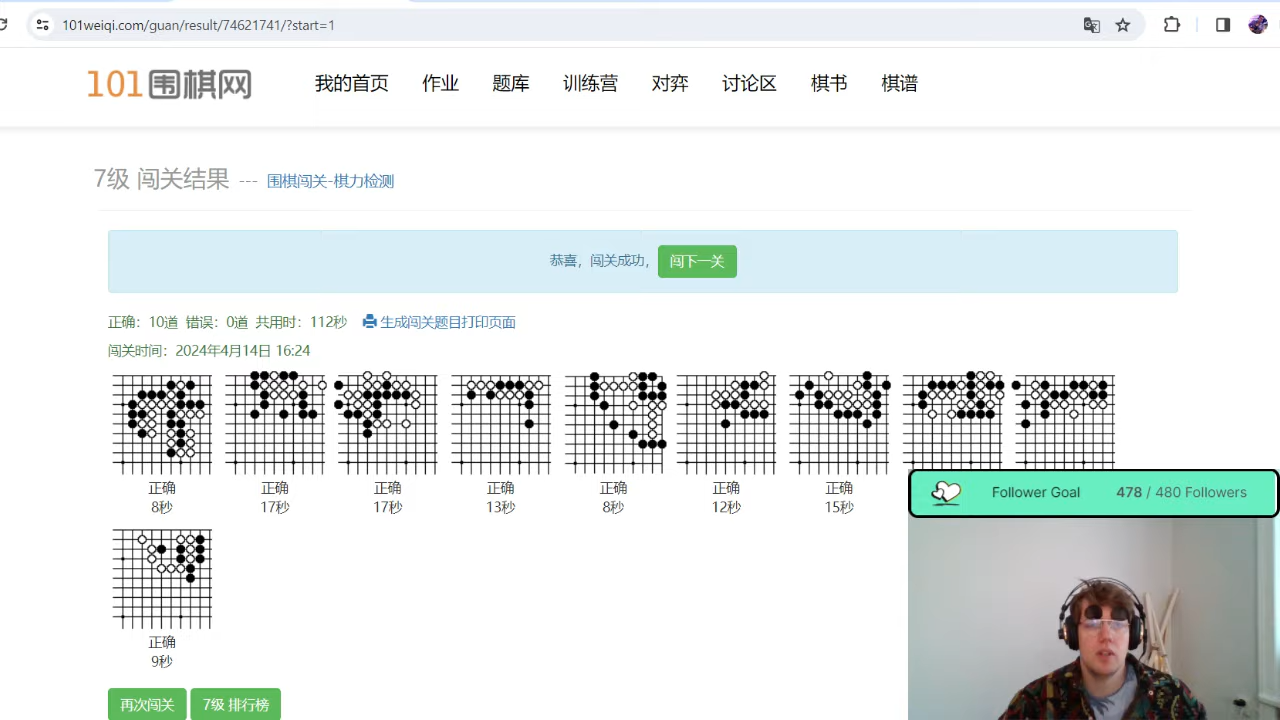 101weiqi.com/guan/result/74621741/?start=1
101围棋网
我的首页 作业 题库 训练营 对弈 讨论区 棋书 棋谱
7级 闯关结果 --- 围棋闯关-棋力检测
恭喜，闯关成功， 闯下一关
正确：10道 错误：0道 共用时：112秒 生成闯关题目打印页面
闯关时间：2024年4月14日 16:24
正确 正确 正确 正确 正确 正确 正确
8秒 17秒 17秒 13秒 8秒 12秒 15秒
Follower Goal 478 / 480 Followers
正确
9秒
再次闯关 7级 排行榜